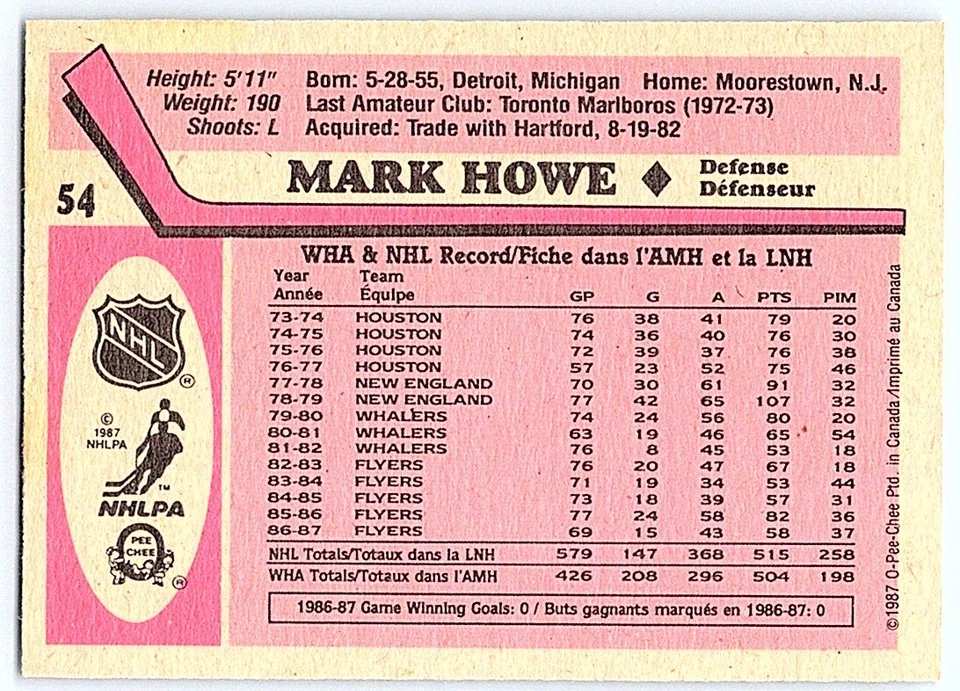 Height: 5'11" Born: 5-28-55, Detroit, Michigan Home: Moorestown, N.J.
Weight: 190 Last Amateur Club: Toronto Marlboros (1972-73)
Shoots: L Acquired: Trade with Hartford, 8-19-82
MARK HOWE ♦ Defense
Défenseur
54
WHA & NHL Record/Fiche dans l'AMH et la LNH
Year Team
Année Équipe GP G A PTS PIM
73-74 HOUSTON 76 38 41 79 20
74-75 HOUSTON 74 36 40 76 30
75-76 HOUSTON 72 39 37 76 38
76-77 HOUSTON 57 23 52 75 46
77-78 NEW ENGLAND 70 30 61 91 32
78-79 NEW ENGLAND 77 42 65 107 32
79-80 WHALERS 74 24 56 80 20
80-81 WHALERS 63 19 46 65 54
81-82 WHALERS 76 8 45 53 18
82-83 FLYERS 76 20 47 67 18
83-84 FLYERS 71 19 34 53 44
84-85 FLYERS 73 18 39 57 31
85-86 FLYERS 77 24 58 82 36
86-87 FLYERS 69 15 43 58 37
NHL Totals/Totaux dans la LNH 579 147 368 515 258
WHA Totals/Totaux dans l'AMH 426 208 296 504 198
1986-87 Game Winning Goals: 0 / Buts gagnants marqués en 1986-87: 0
NHL
®
©
1987
NHLPA
TM
NHLPA
PEE
CHEE
®
©1987 O-Pee-Chee Ptd. in Canada/Imprimé au Canada